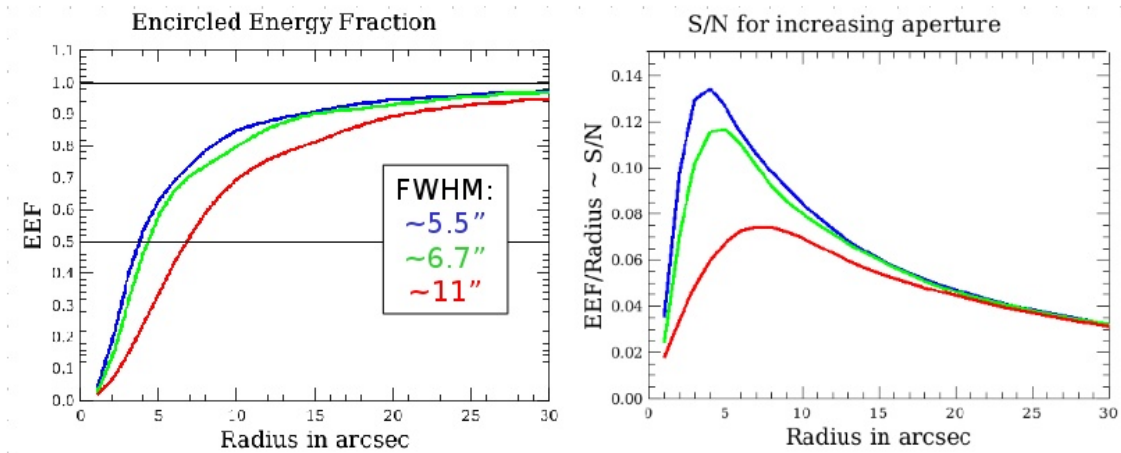 Encircled Energy Fraction
1.1
1.0
0.9
0.8
0.7
0.6
0.5
0.4
0.3
0.2
0.1
0.0
EEF
FWHM:
~5.5”
~6.7”
~11”
0 5 10 15 20 25 30
Radius in arcsec
S/N for increasing aperture
0.14
0.12
0.10
0.08
0.06
0.04
0.02
0.00
EEF/Radius ~ S/N
0 5 10 15 20 25 30
Radius in arcsec